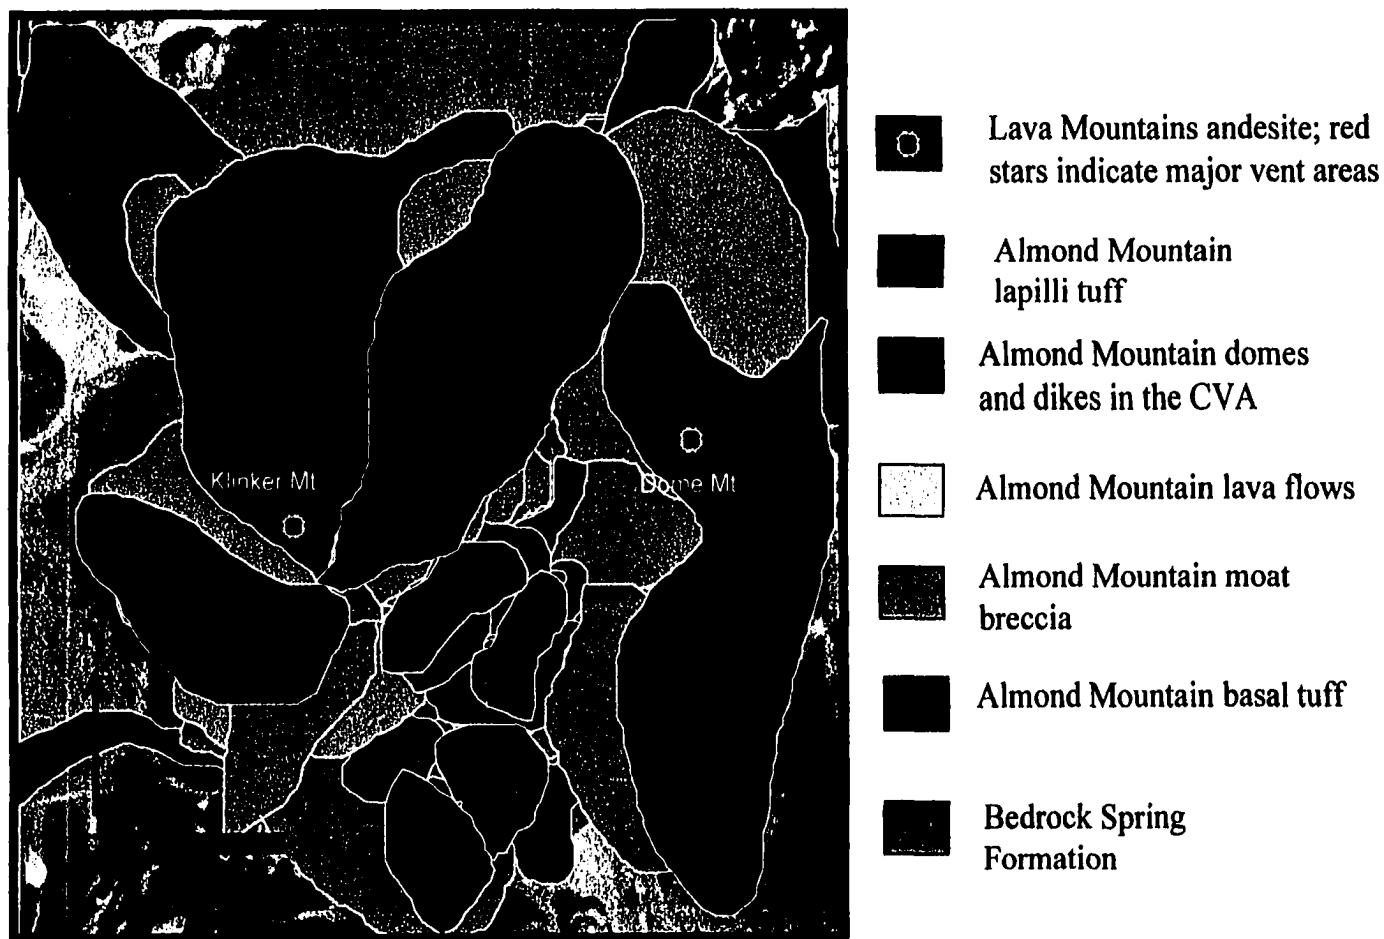 Klinker Mt
Dome Mt
Lava Mountains andesite; red
stars indicate major vent areas
Almond Mountain
lapilli tuff
Almond Mountain domes
and dikes in the CVA
Almond Mountain lava flows
Almond Mountain moat
breccia
Almond Mountain basal tuff
Bedrock Spring
Formation